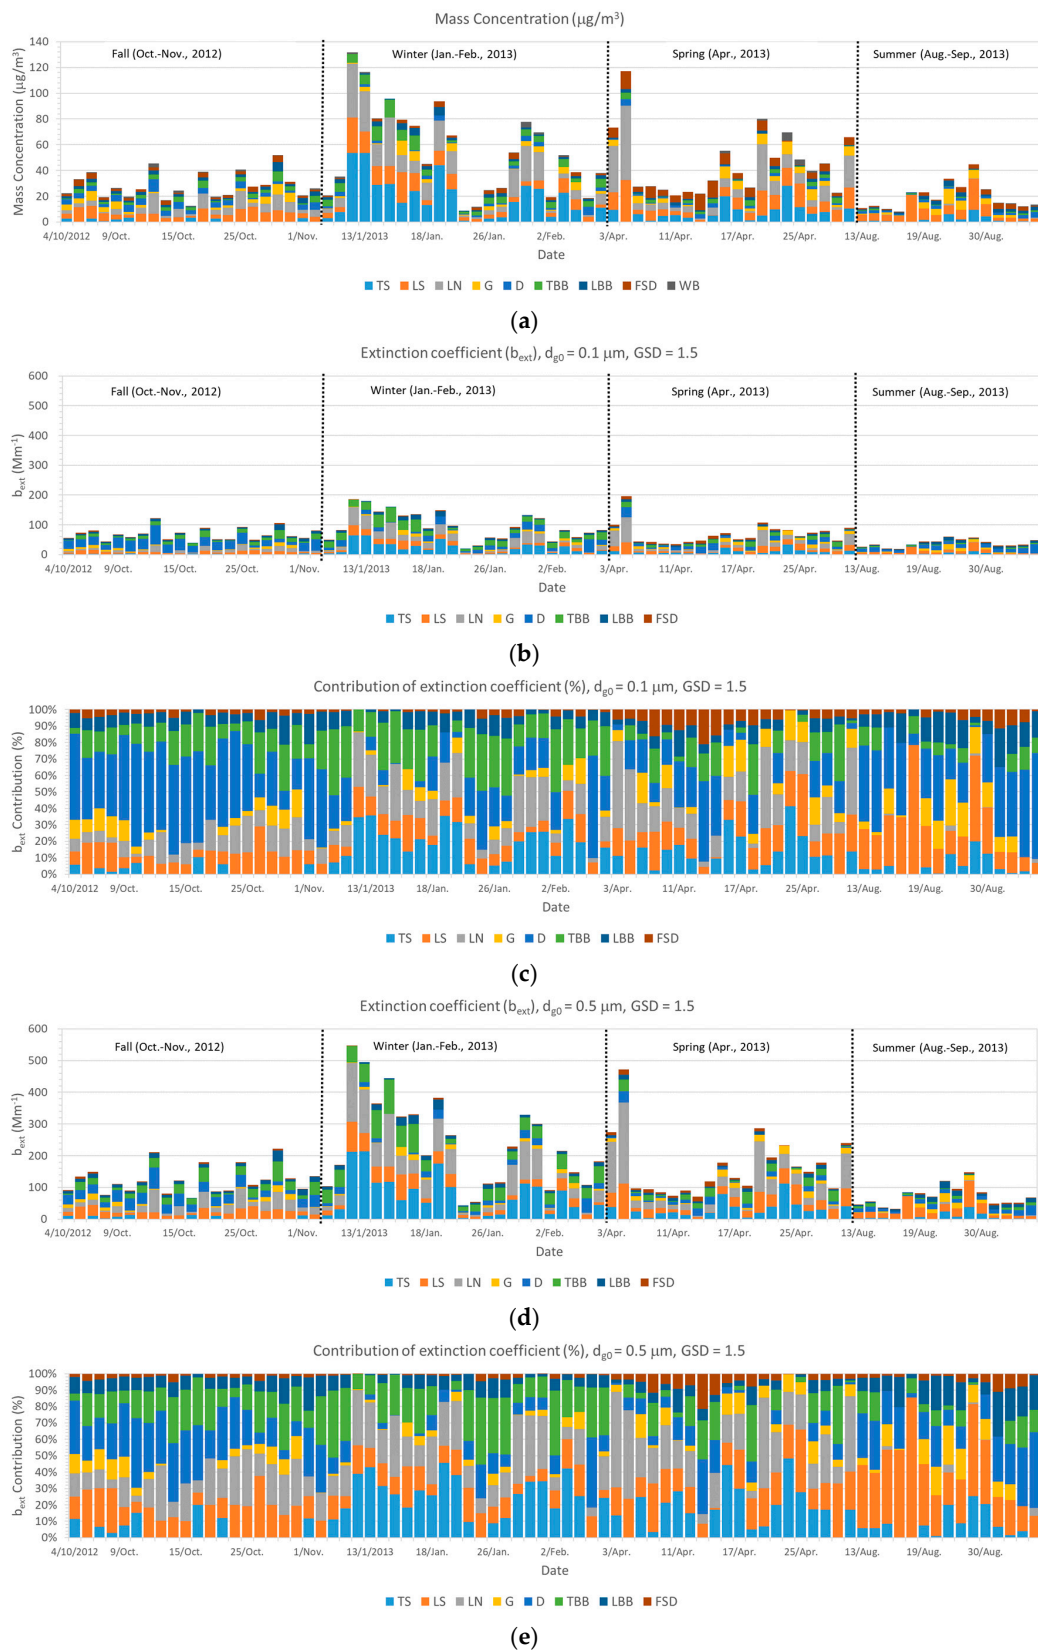 Mass Concentration (µg/m³)
Mass Concentration (µg/m³)
140
120
100
80
60
40
20
0
Fall (Oct.-Nov., 2012) Winter (Jan.-Feb., 2013) Spring (Apr., 2013) Summer (Aug.-Sep., 2013)
4/10/2012 9/Oct. 15/Oct. 25/Oct. 1/Nov. 13/1/2013 18/Jan. 26/Jan. 2/Feb. 3/Apr. 11/Apr. 17/Apr. 25/Apr. 13/Aug. 19/Aug. 30/Aug.
Date
TS LS LN G D TBB LBB FSD WB
(a)
Extinction coefficient (bext), dg0 = 0.1 µm, GSD = 1.5
bext (Mm-1)
600
500
400
300
200
100
0
Fall (Oct.-Nov., 2012) Winter (Jan.-Feb., 2013) Spring (Apr., 2013) Summer (Aug.-Sep., 2013)
4/10/2012 9/Oct. 15/Oct. 25/Oct. 1/Nov. 13/1/2013 18/Jan. 26/Jan. 2/Feb. 3/Apr. 11/Apr. 17/Apr. 25/Apr. 13/Aug. 19/Aug. 30/Aug.
Date
TS LS LN G D TBB LBB FSD
(b)
Contribution of extinction coefficient (%), dg0 = 0.1 µm, GSD = 1.5
bext Contribution (%)
100%
90%
80%
70%
60%
50%
40%
30%
20%
10%
0%
4/10/2012 9/Oct. 15/Oct. 25/Oct. 1/Nov. 13/1/2013 18/Jan. 26/Jan. 2/Feb. 3/Apr. 11/Apr. 17/Apr. 25/Apr. 13/Aug. 19/Aug. 30/Aug.
Date
TS LS LN G D TBB LBB FSD
(c)
Extinction coefficient (bext), dg0 = 0.5 µm, GSD = 1.5
bext (Mm-1)
600
500
400
300
200
100
0
Fall (Oct.-Nov., 2012) Winter (Jan.-Feb., 2013) Spring (Apr., 2013) Summer (Aug.-Sep., 2013)
4/10/2012 9/Oct. 15/Oct. 25/Oct. 1/Nov. 13/1/2013 18/Jan. 26/Jan. 2/Feb. 3/Apr. 11/Apr. 17/Apr. 25/Apr. 13/Aug. 19/Aug. 30/Aug.
Date
TS LS LN G D TBB LBB FSD
(d)
Contribution of extinction coefficient (%), dg0 = 0.5 µm, GSD = 1.5
bext Contribution (%)
100%
90%
80%
70%
60%
50%
40%
30%
20%
10%
0%
4/10/2012 9/Oct. 15/Oct. 25/Oct. 1/Nov. 13/1/2013 18/Jan. 26/Jan. 2/Feb. 3/Apr. 11/Apr. 17/Apr. 25/Apr. 13/Aug. 19/Aug. 30/Aug.
Date
TS LS LN G D TBB LBB FSD
(e)